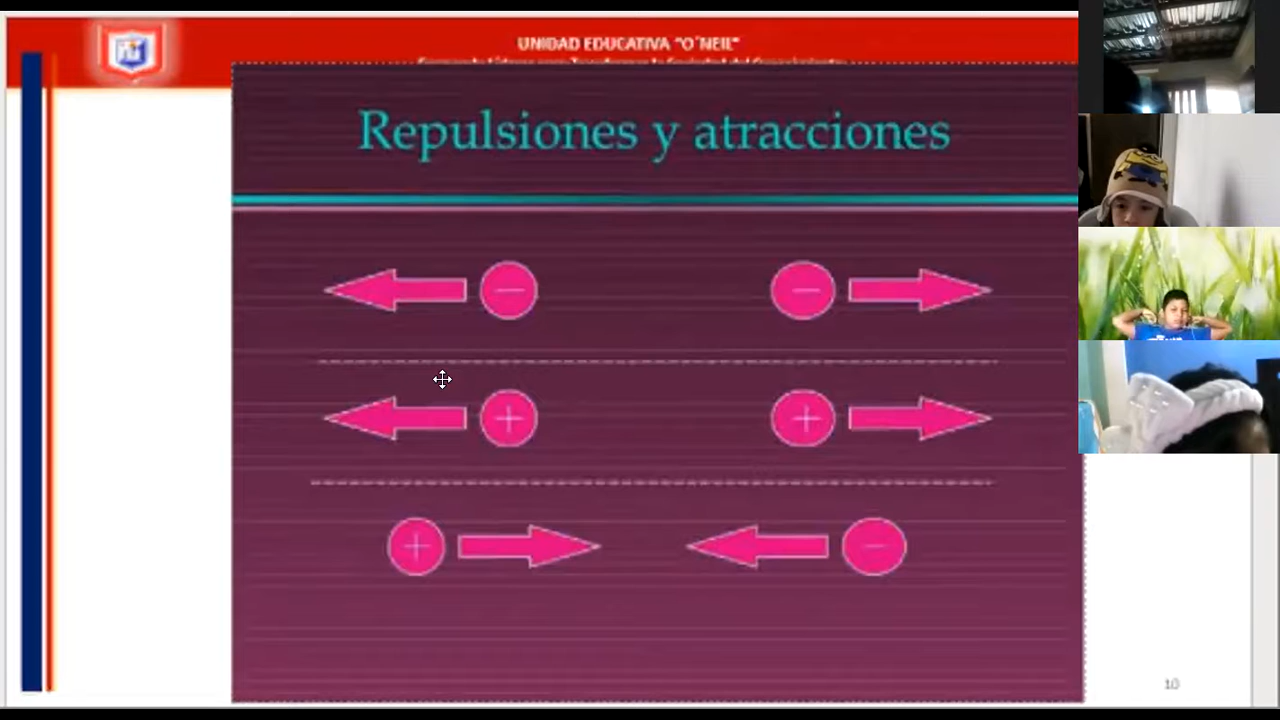 UNIDAD EDUCATIVA "O´NEIL"
Repulsiones y atracciones
− −
+ +
+ −
10